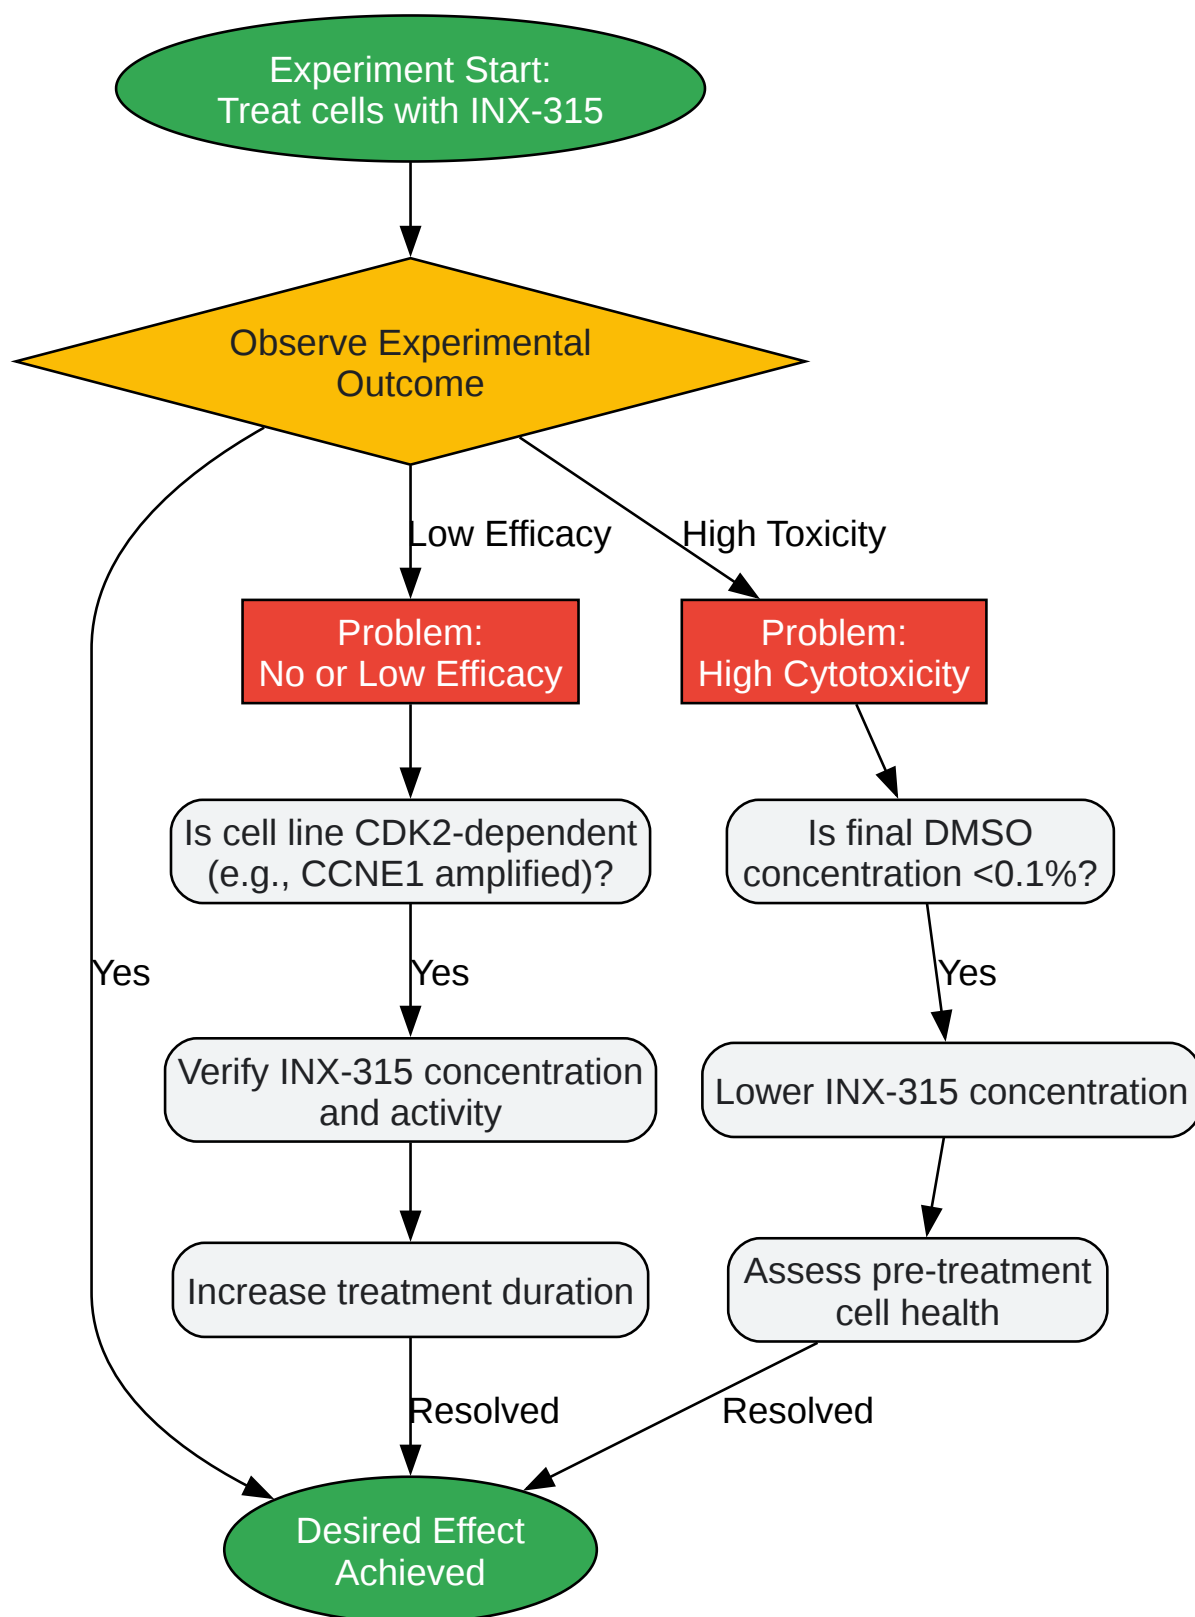 Experiment Start:
Treat cells with INX-315
Observe Experimental
Outcome
Low Efficacy
High Toxicity
Problem:
No or Low Efficacy
Problem:
High Cytotoxicity
Is cell line CDK2-dependent
(e.g., CCNE1 amplified)?
Is final DMSO
concentration <0.1%?
Yes
Yes
Yes
Verify INX-315 concentration
and activity
Lower INX-315 concentration
Increase treatment duration
Assess pre-treatment
cell health
Resolved
Resolved
Desired Effect
Achieved